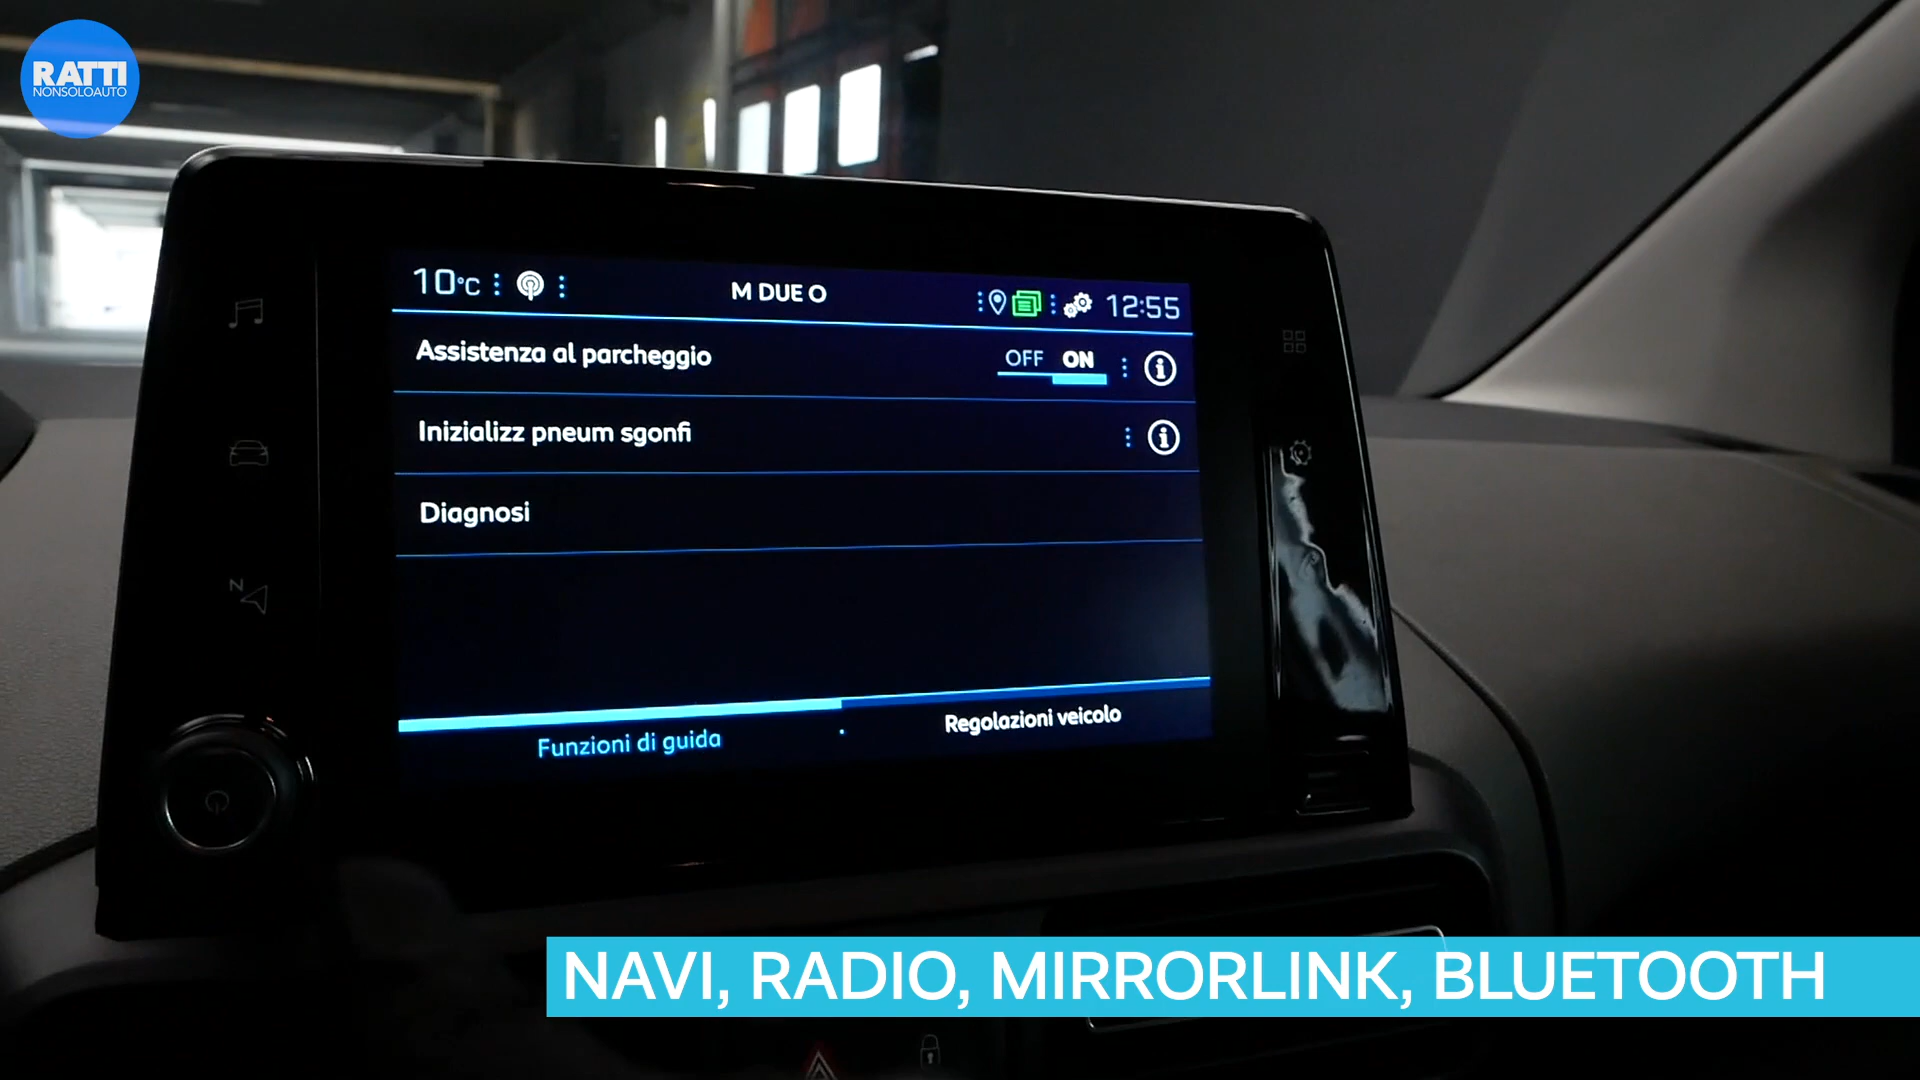 RATTI
NONSOLOAUTO
10°C
M DUE O
12:55
Assistenza al parcheggio
OFF ON
Inizializz pneum sgonfi
Diagnosi
Funzioni di guida
Regolazioni veicolo
N
NAVI, RADIO, MIRRORLINK, BLUETOOTH